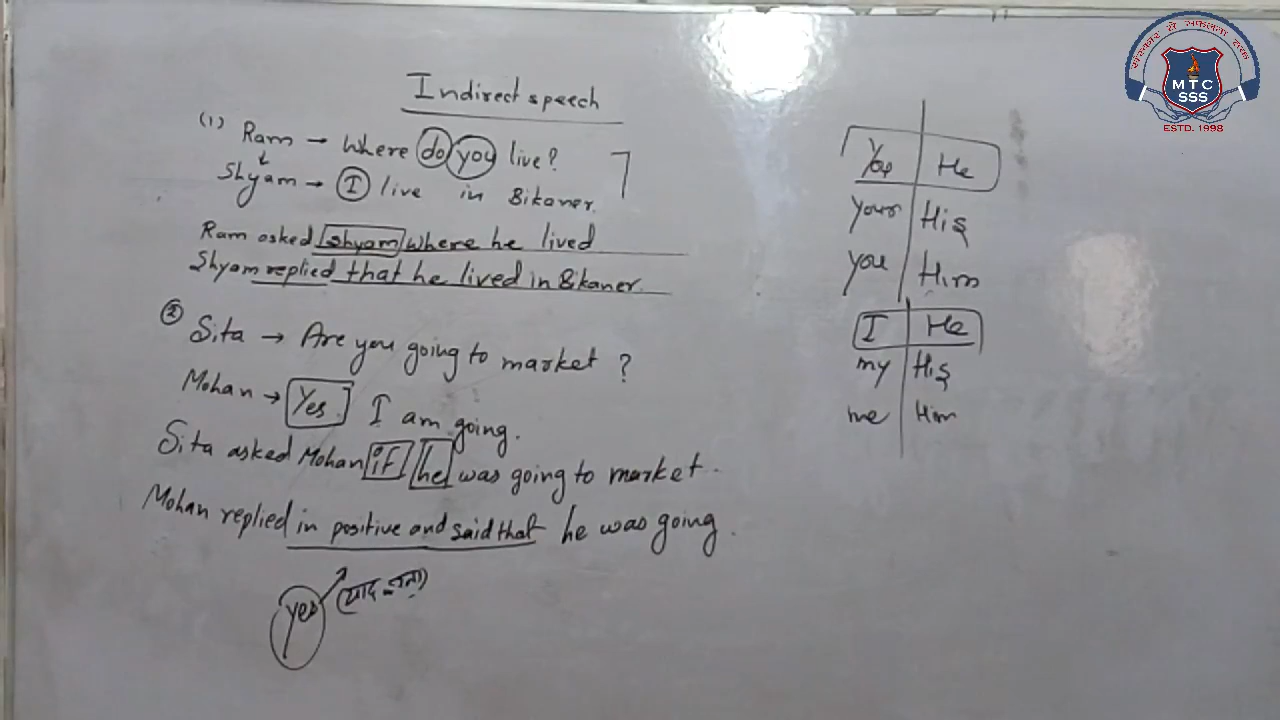 Indirect speech
(1) Ram → Where do you live?
Shyam → I live in Bikaner.
Ram asked Shyam where he lived
Shyam replied that he lived in Bikaner.
② Sita → Are you going to market?
Mohan → Yes. I am going.
Sita asked Mohan if he was going to market.
Mohan replied in positive and said that he was going.
yes
You He
your His
you Him
I He
my His
me Him
संस्कार से सफलता तक
MTC
SSS
ESTD. 1998